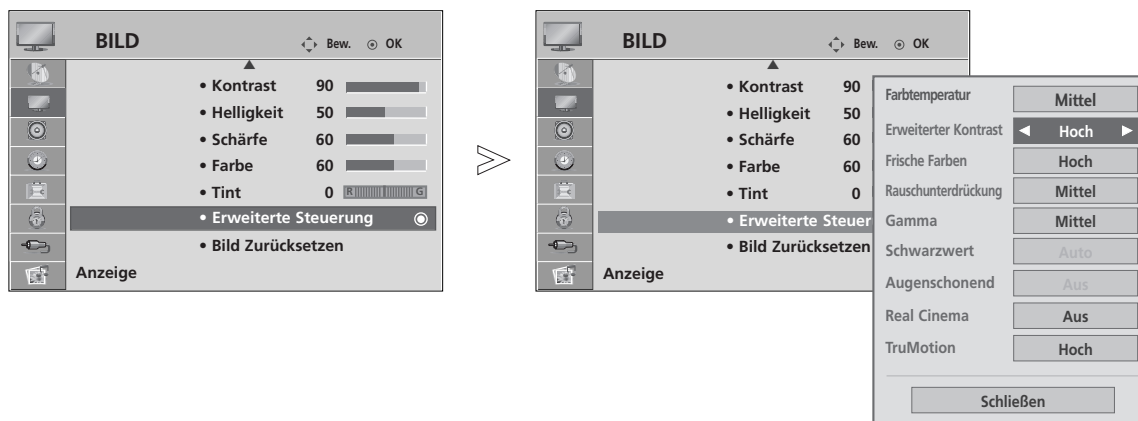 BILD Bew. OK
• Kontrast 90
• Helligkeit 50
• Schärfe 60
• Farbe 60
• Tint 0 R G
• Erweiterte Steuerung
• Bild Zurücksetzen
Anzeige
BILD Bew. OK
• Kontrast 90
• Helligkeit 50
• Schärfe 60
• Farbe 60
• Tint 0
• Erweiterte Steuer
• Bild Zurücksetzen
Anzeige
Farbtemperatur Mittel
Erweiterter Kontrast Hoch
Frische Farben Hoch
Rauschunterdrückung Mittel
Gamma Mittel
Schwarzwert Auto
Augenschonend Aus
Real Cinema Aus
TruMotion Hoch
Schließen